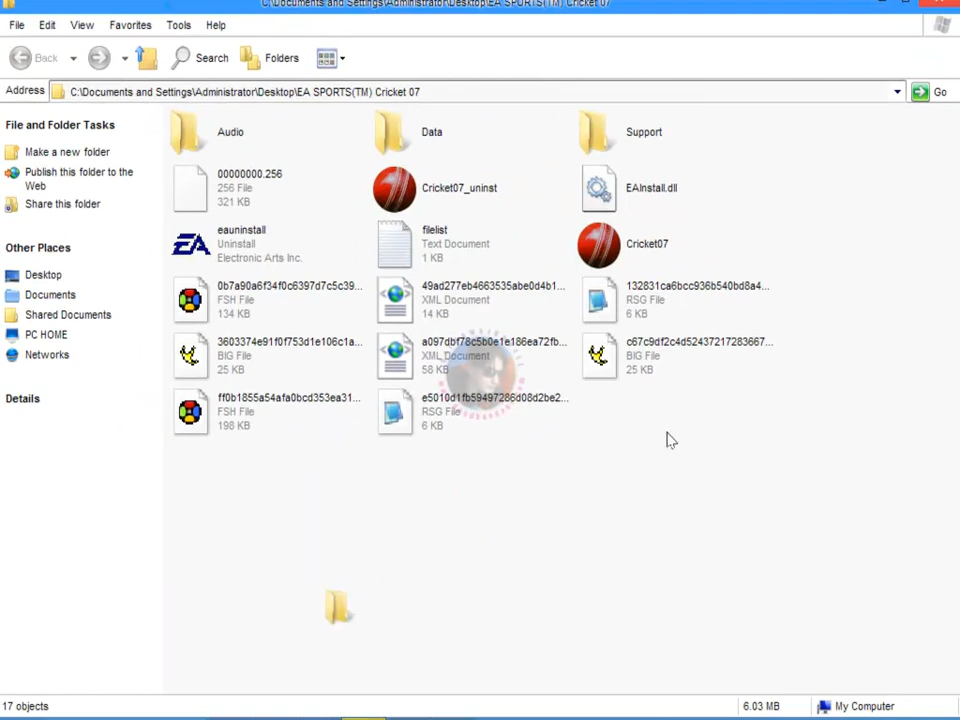 C:\Documents and Settings\Administrator\Desktop\EA SPORTS(TM) Cricket 07
File Edit View Favorites Tools Help
Back Search Folders
Address C:\Documents and Settings\Administrator\Desktop\EA SPORTS(TM) Cricket 07 Go
File and Folder Tasks
Make a new folder
Publish this folder to the
Web
Share this folder
Other Places
Desktop
Documents
Shared Documents
PC HOME
Networks
Details
Audio
Data
Support
00000000.256
256 File
321 KB
Cricket07_uninst
EAInstall.dll
eauninstall
Uninstall
Electronic Arts Inc.
filelist
Text Document
1 KB
Cricket07
0b7a90a6f34f0c6397d7c5c39...
FSH File
134 KB
49ad277eb4663535abe0d4b1...
XML Document
14 KB
132831ca6bcc936b540bd8a4...
RSG File
6 KB
3603374e91f0f753d1e106c1a...
BIG File
25 KB
a097dbf78c5b0e1e186ea72fb...
XML Document
58 KB
c67c9df2c4d52437217283667...
BIG File
25 KB
ff0b1855a54afa0bcd353ea31...
FSH File
198 KB
e5010d1fb59497286d08d2be2...
RSG File
6 KB
17 objects
6.03 MB
My Computer